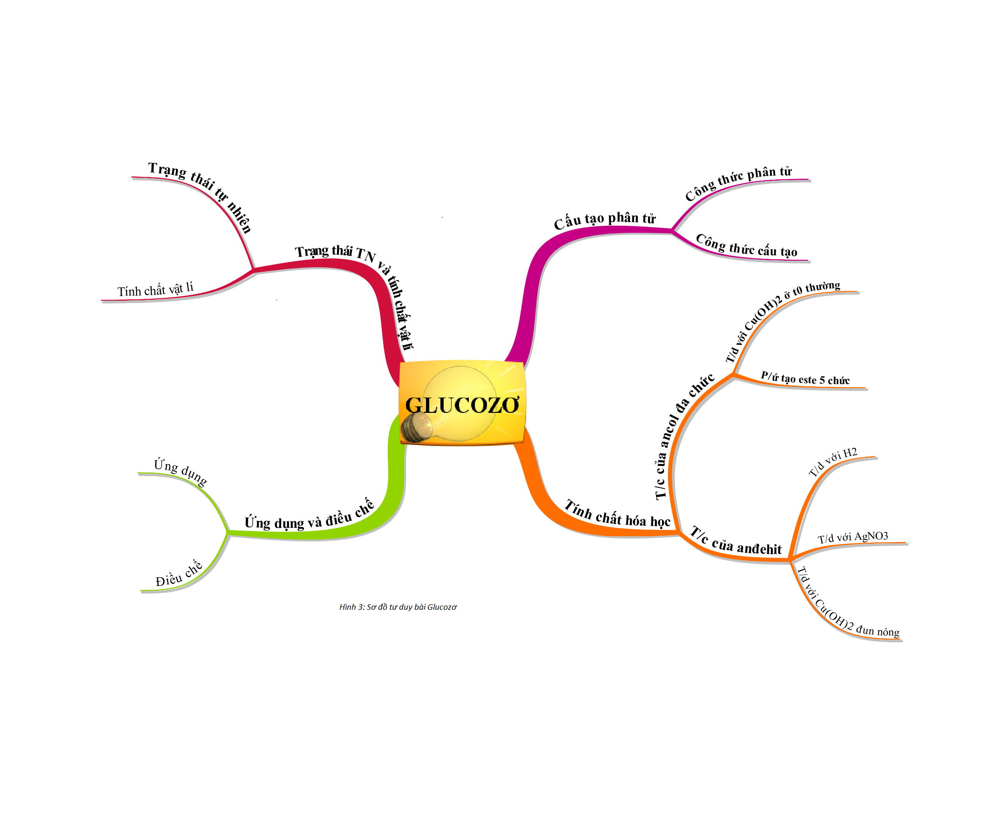 GLUCOZƠ
Cấu tạo phân tử
Công thức phân tử
Công thức cấu tạo
Tính chất hóa học
T/c của ancol đa chức
T/d với Cu(OH)2 ở t0 thường
P/ứ tạo este 5 chức
T/c của anđehit
T/d với H2
T/d với AgNO3
T/d với Cu(OH)2 đun nóng
Trạng thái TN và tính chất vật lí
Trạng thái tự nhiên
Tính chất vật lí
Ứng dụng và điều chế
Ứng dụng
Điều chế
Hình 3: Sơ đồ tư duy bài Glucozơ